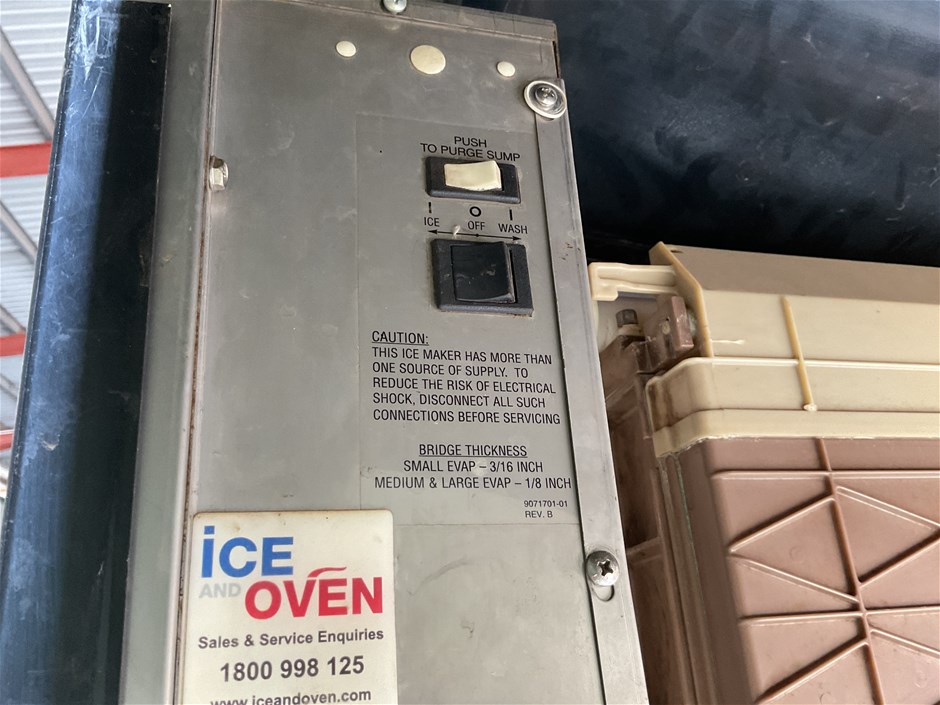 PUSH
TO PURGE SUMP
I O I
ICE OFF WASH
CAUTION:
THIS ICE MAKER HAS MORE THAN
ONE SOURCE OF SUPPLY. TO
REDUCE THE RISK OF ELECTRICAL
SHOCK, DISCONNECT ALL SUCH
CONNECTIONS BEFORE SERVICING
BRIDGE THICKNESS
SMALL EVAP – 3/16 INCH
MEDIUM & LARGE EVAP – 1/8 INCH
9071701-01
REV. B
iCE
AND OVEN
Sales & Service Enquiries
1800 998 125
www.iceandoven.com